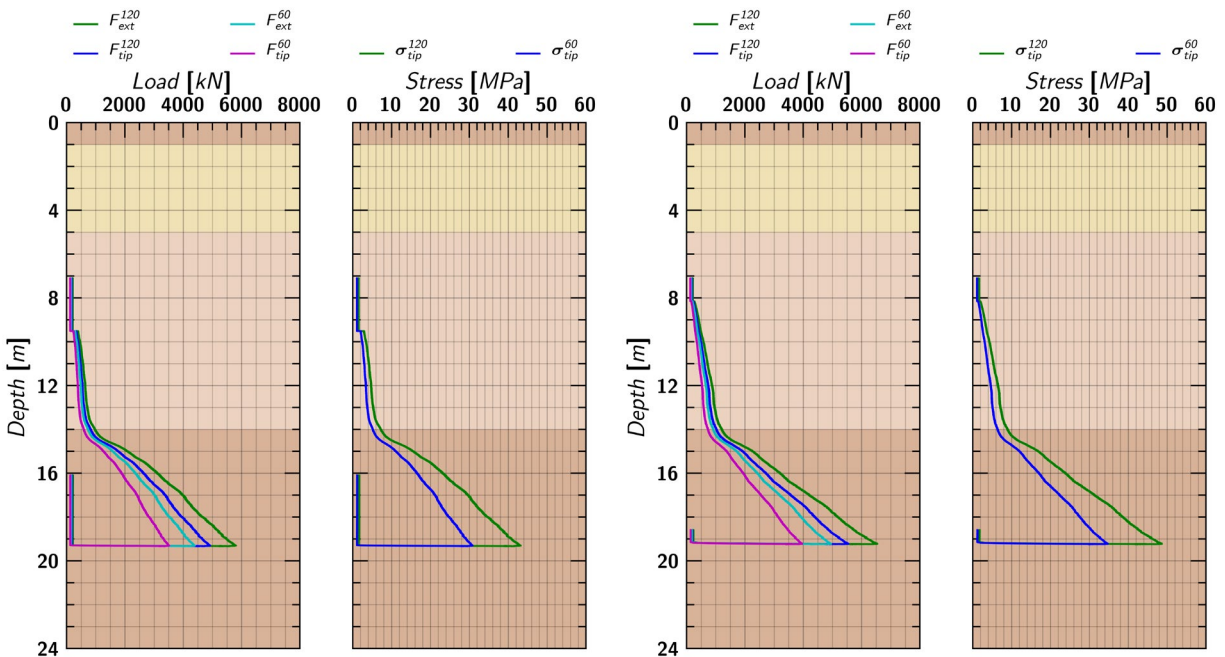 F_ext^120 F_ext^60 F_ext^120 F_ext^60
F_tip^120 F_tip^60 σ_tip^120 σ_tip^60 F_tip^120 F_tip^60 σ_tip^120 σ_tip^60
Load [kN] Stress [MPa] Load [kN] Stress [MPa]
0 2000 4000 6000 8000 0 10 20 30 40 50 60 0 2000 4000 6000 8000 0 10 20 30 40 50 60
0 0
4 4
8 8
Depth [m] Depth [m]
12 12
16 16
20 20
24 24